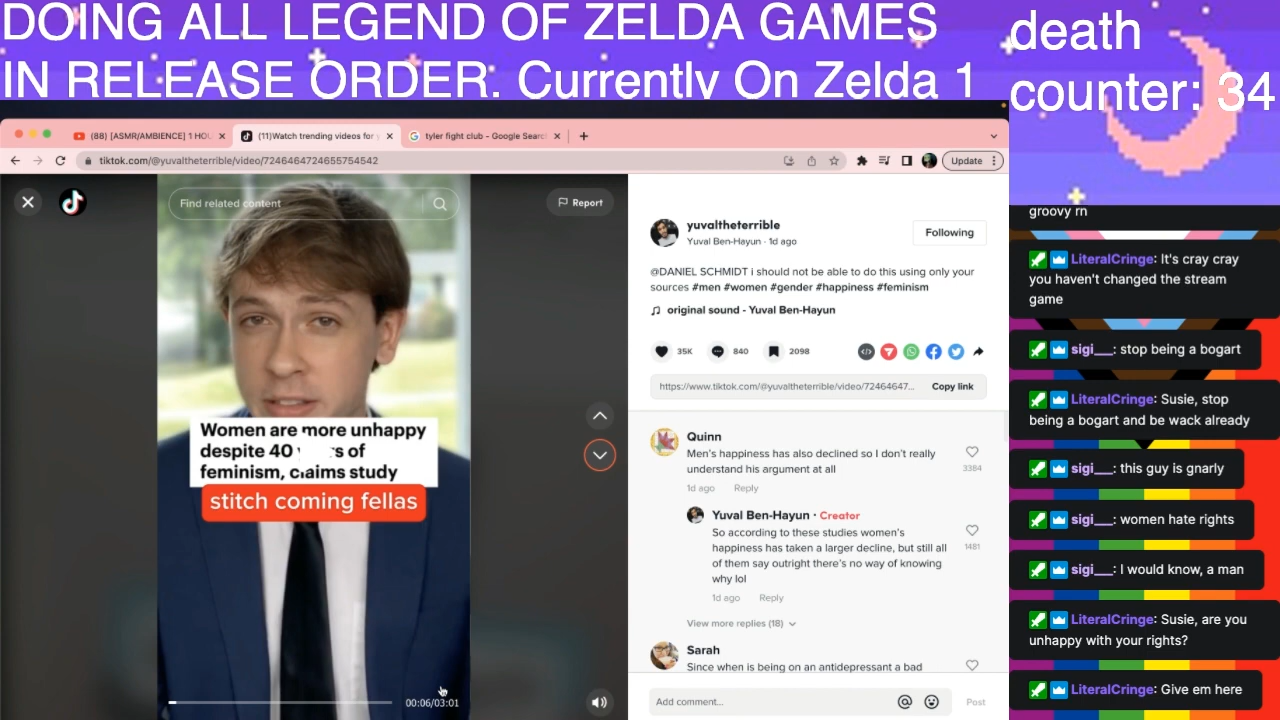 DOING ALL LEGEND OF ZELDA GAMES
IN RELEASE ORDER. Currently On Zelda 1
death
counter: 34
(88) [ASMR/AMBIENCE] 1 HOU
(11)Watch trending videos for y
tyler fight club - Google Searc
tiktok.com/@yuvaltheterrible/video/7246464724655754542
Update
Find related content
Report
Women are more unhappy
despite 40 of
feminism, claims study
stitch coming fellas
00:06/03:01
yuvaltheterrible
Yuval Ben-Hayun · 1d ago
Following
@DANIEL SCHMIDT i should not be able to do this using only your
sources #men #women #gender #happiness #feminism
original sound - Yuval Ben-Hayun
35K
840
2098
https://www.tiktok.com/@yuvaltheterrible/video/72464647...
Copy link
Quinn
Men's happiness has also declined so I don't really
understand his argument at all
3384
1d ago Reply
Yuval Ben-Hayun · Creator
So according to these studies women's
happiness has taken a larger decline, but still all
of them say outright there's no way of knowing
why lol
1481
1d ago Reply
View more replies (18)
Sarah
Since when is being on an antidepressant a bad
Add comment...
Post
groovy rn
LiteralCringe: It's cray cray
you haven't changed the stream
game
sigi___: stop being a bogart
LiteralCringe: Susie, stop
being a bogart and be wack already
sigi___: this guy is gnarly
sigi___: women hate rights
sigi___: I would know, a man
LiteralCringe: Susie, are you
unhappy with your rights?
LiteralCringe: Give em here